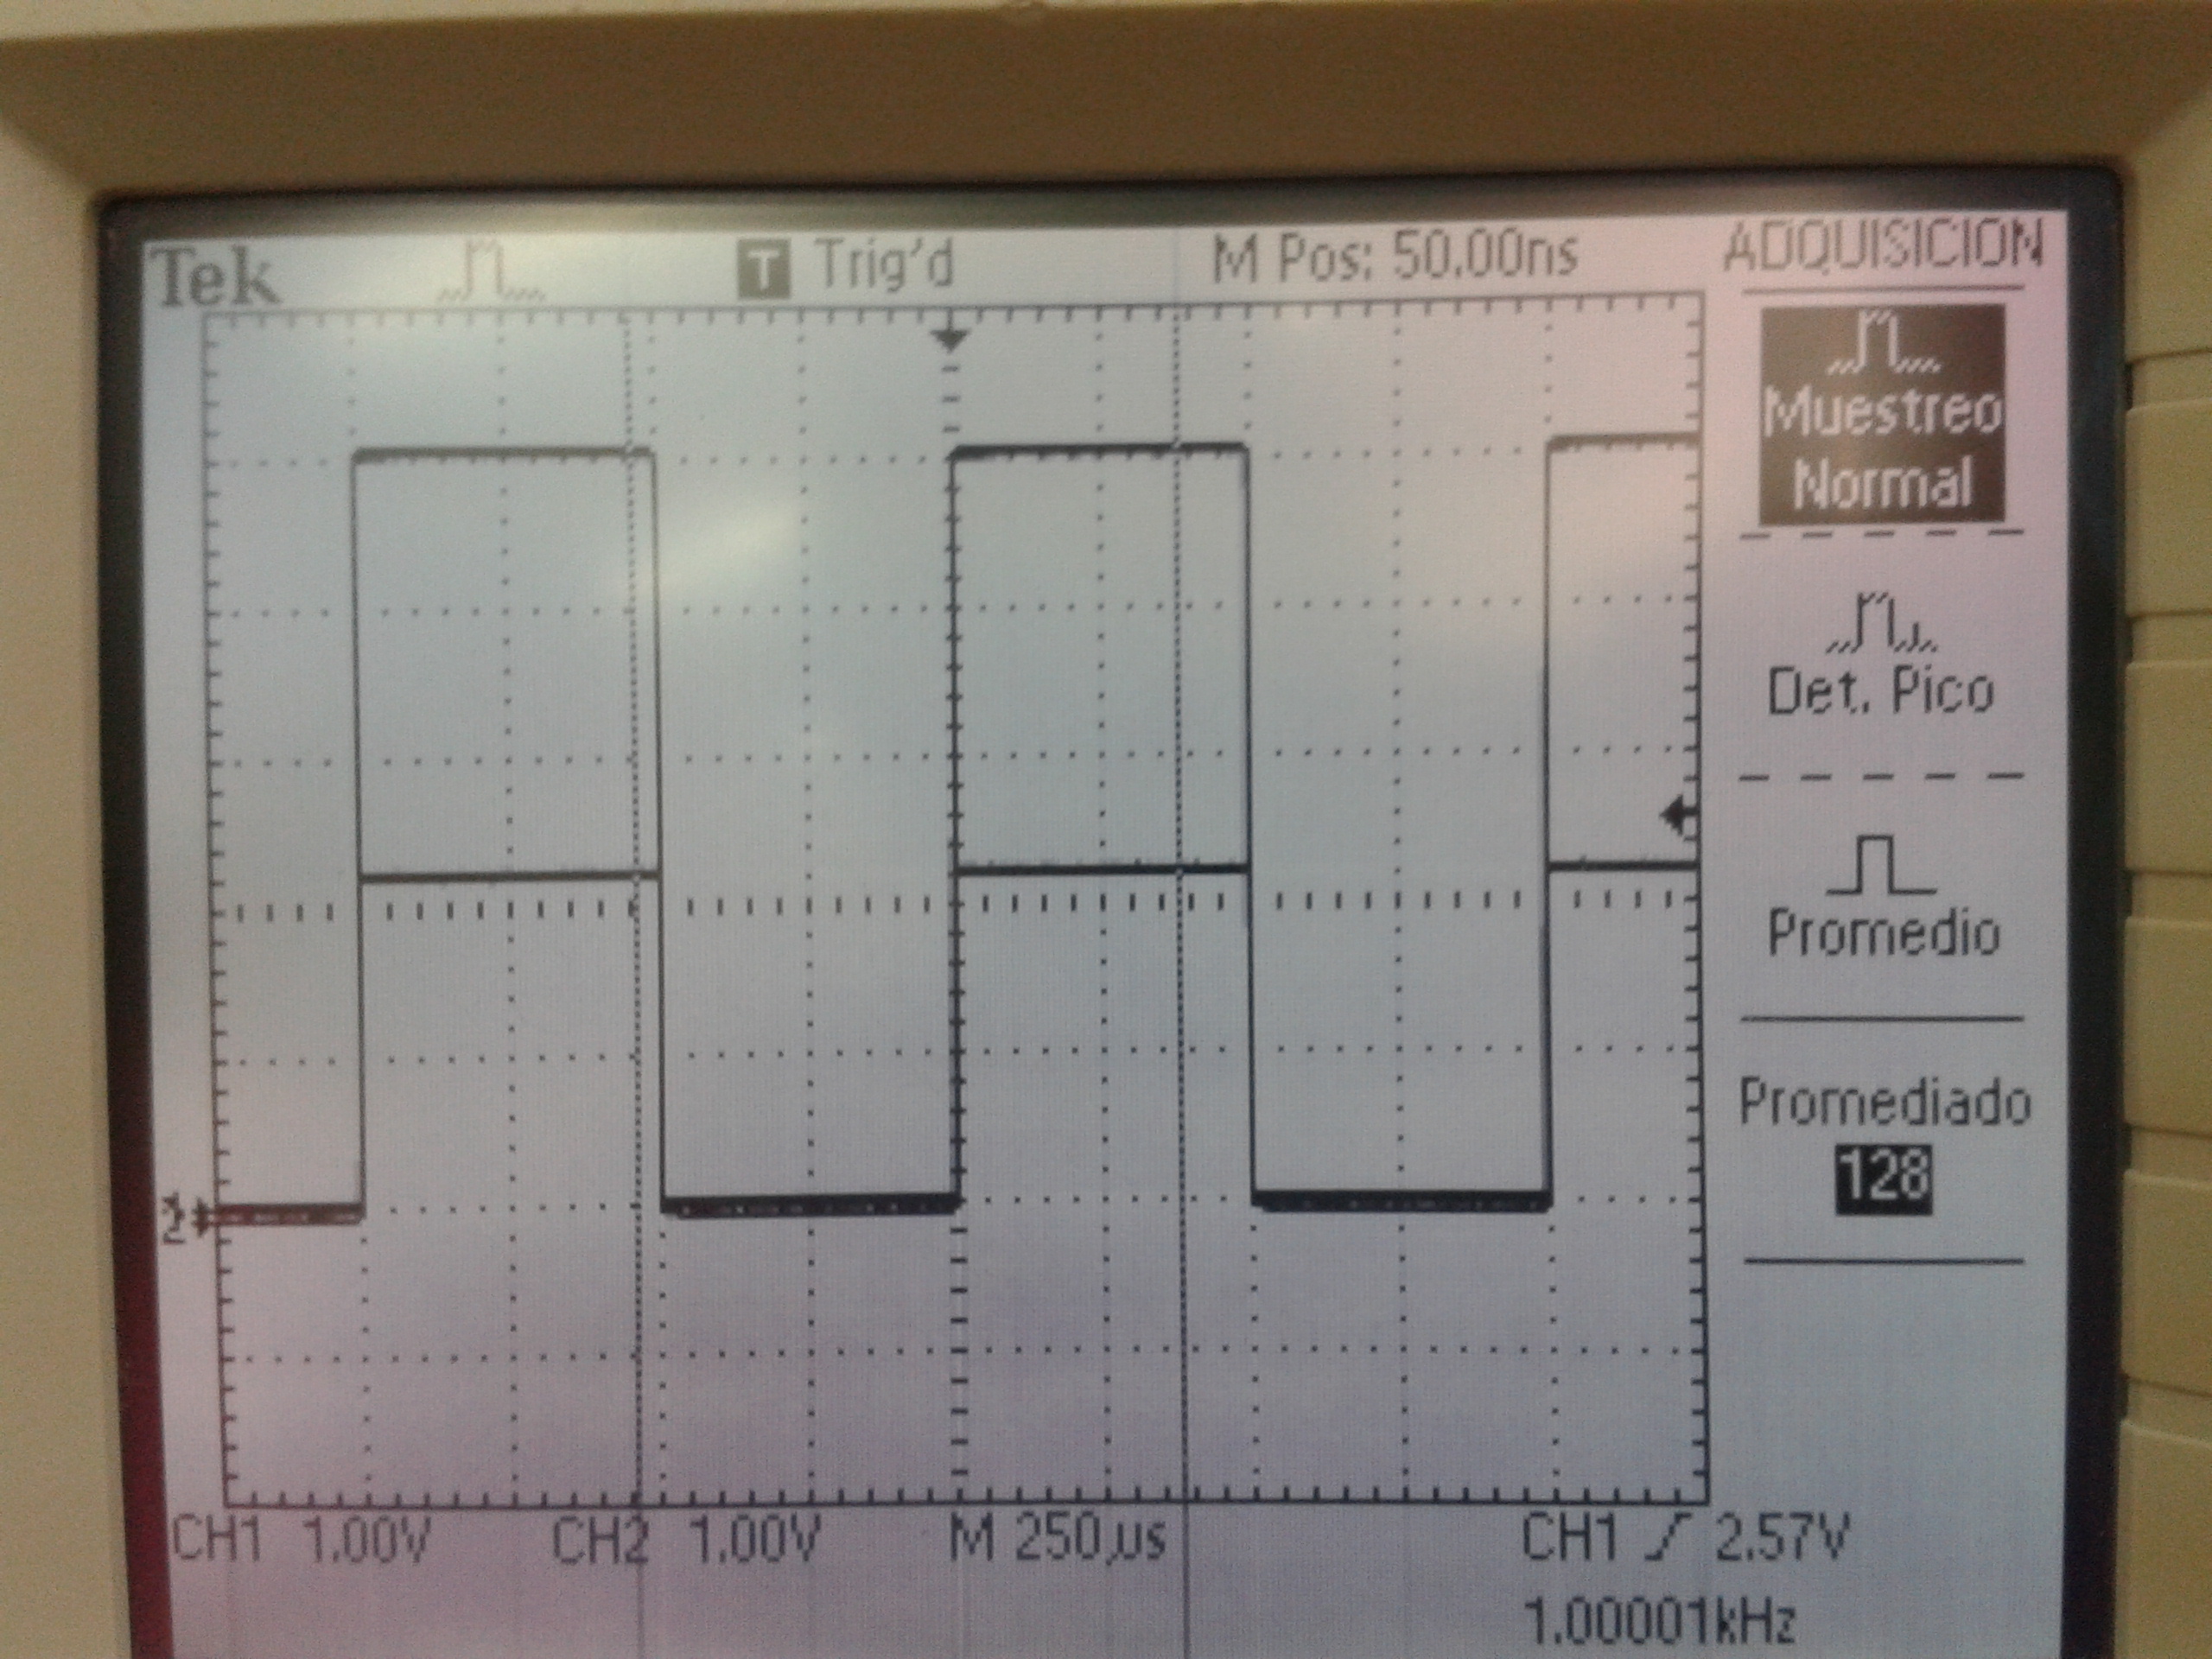 Tek T Trig'd M Pos: 50.00ns ADQUISICION
Muestreo
Normal
Det. Pico
Promedio
Promediado
128
CH1 1.00V CH2 1.00V M 250µs CH1 2.57V
1.00001kHz